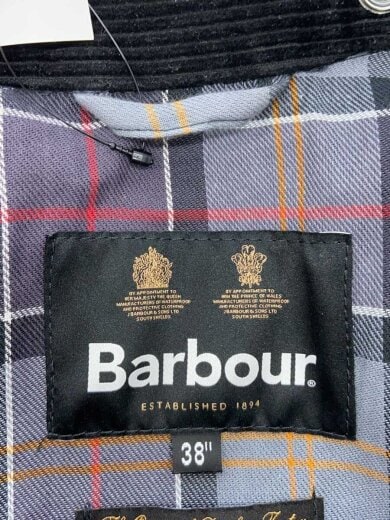 BY APPOINTMENT TO
HER MAJESTY THE QUEEN
MANUFACTURERS OF WATERPROOF
AND PROTECTIVE CLOTHING
J BARBOUR & SONS LTD
SOUTH SHIELDS
BY APPOINTMENT TO
HRH THE PRINCE OF WALES
MANUFACTURERS OF WATERPROOF
AND PROTECTIVE CLOTHING
J BARBOUR & SONS LTD
SOUTH SHIELDS
Barbour®
ESTABLISHED 1894
38"